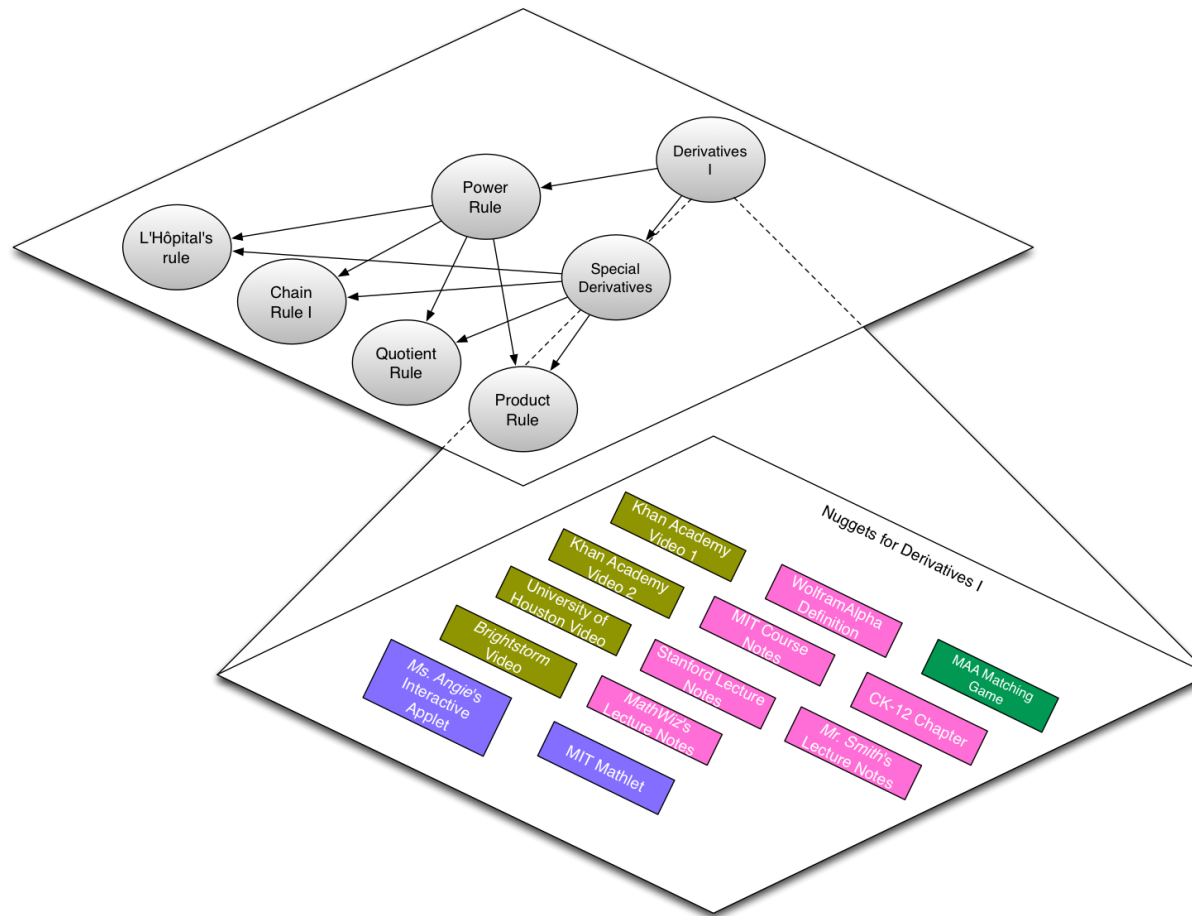 Derivatives
I
Power
Rule
L'Hôpital's
rule
Special
Derivatives
Chain
Rule I
Quotient
Rule
Product
Rule
Nuggets for Derivatives I
Khan Academy
Video 1
Khan Academy
Video 2
WolframAlpha
Definition
University of
Houston Video
MIT Course
Notes
Brightstorm
Video
Stanford Lecture
Notes
MAA Matching
Game
Ms. Angie's
Interactive
Applet
MathWiz's
Lecture Notes
CK-12 Chapter
Mr. Smith's
Lecture Notes
MIT Mathlet